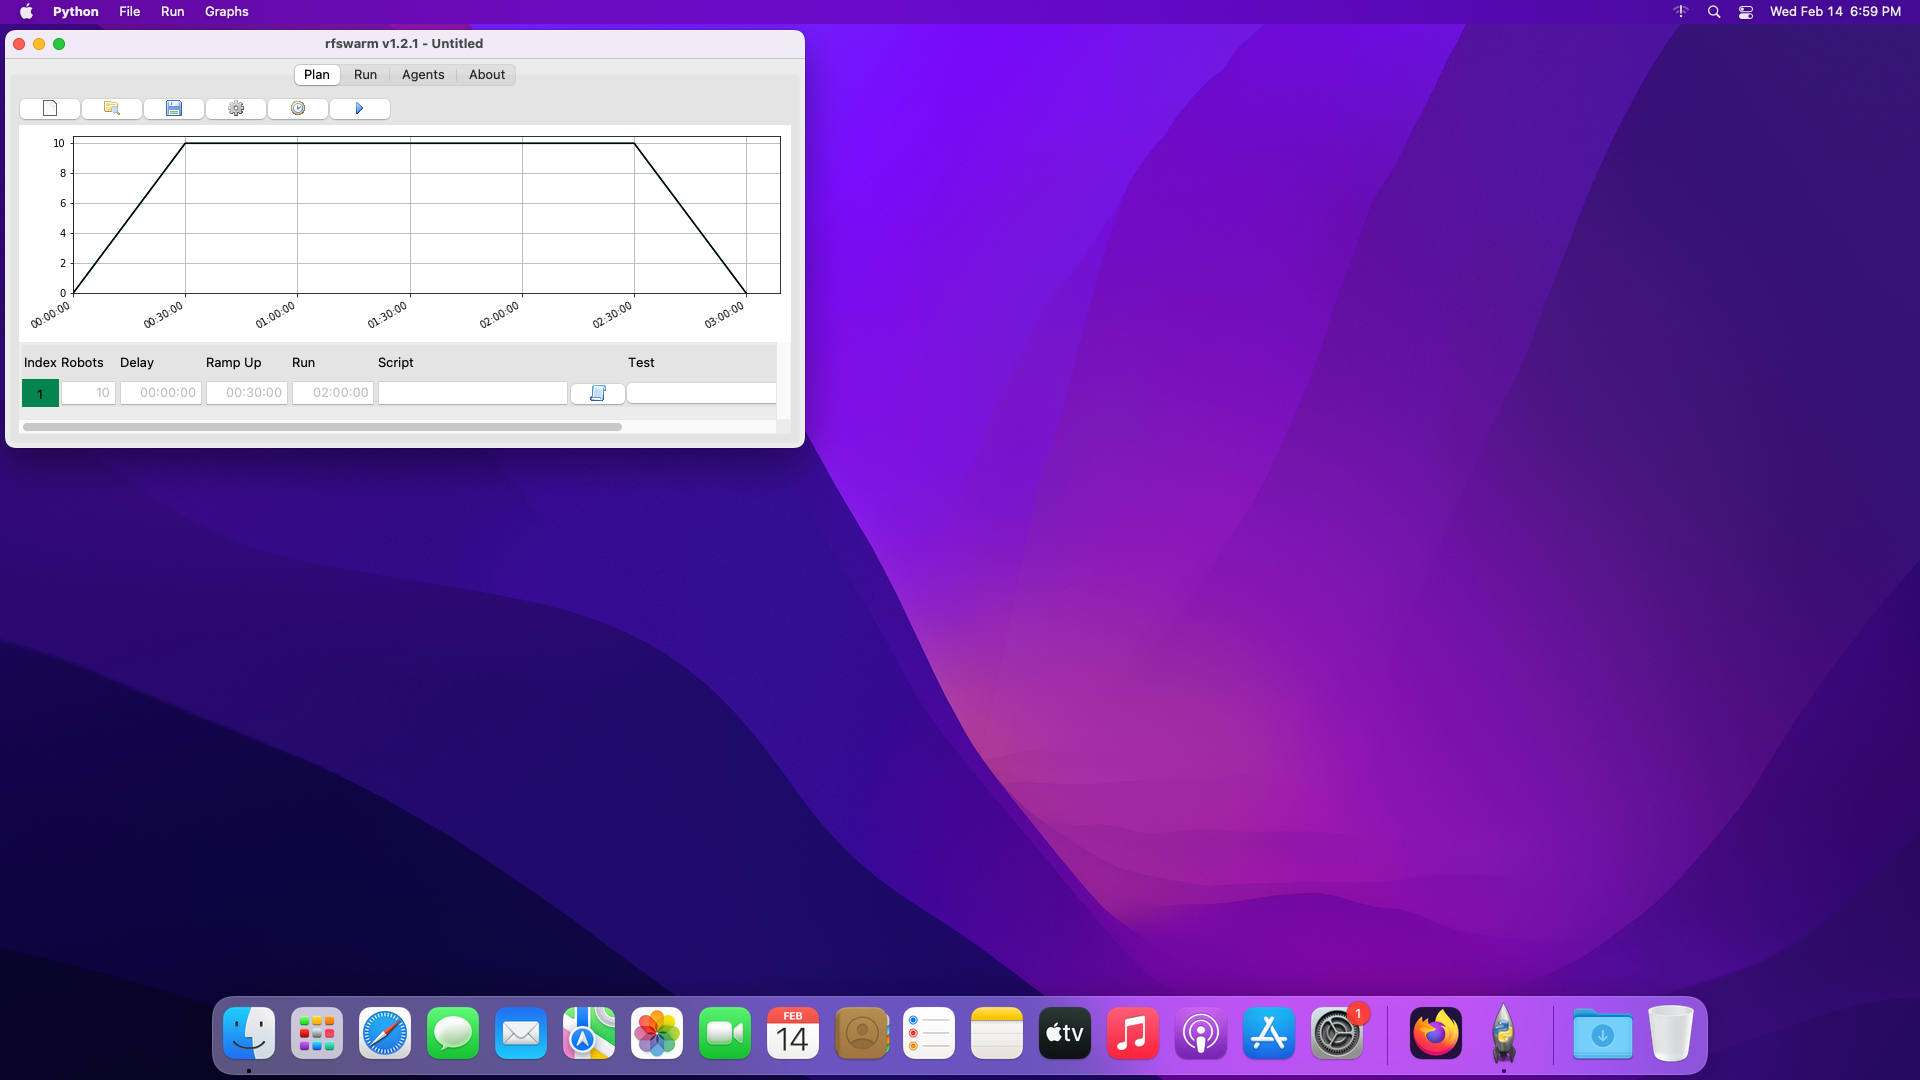 Python File Run Graphs
Wed Feb 14 6:59 PM
rfswarm v1.2.1 - Untitled
Plan Run Agents About
10
8
6
4
2
0
00:00:00 00:30:00 01:00:00 01:30:00 02:00:00 02:30:00 03:00:00
Index Robots Delay Ramp Up Run Script Test
1 10 00:00:00 00:30:00 02:00:00
FEB
14
tv
1